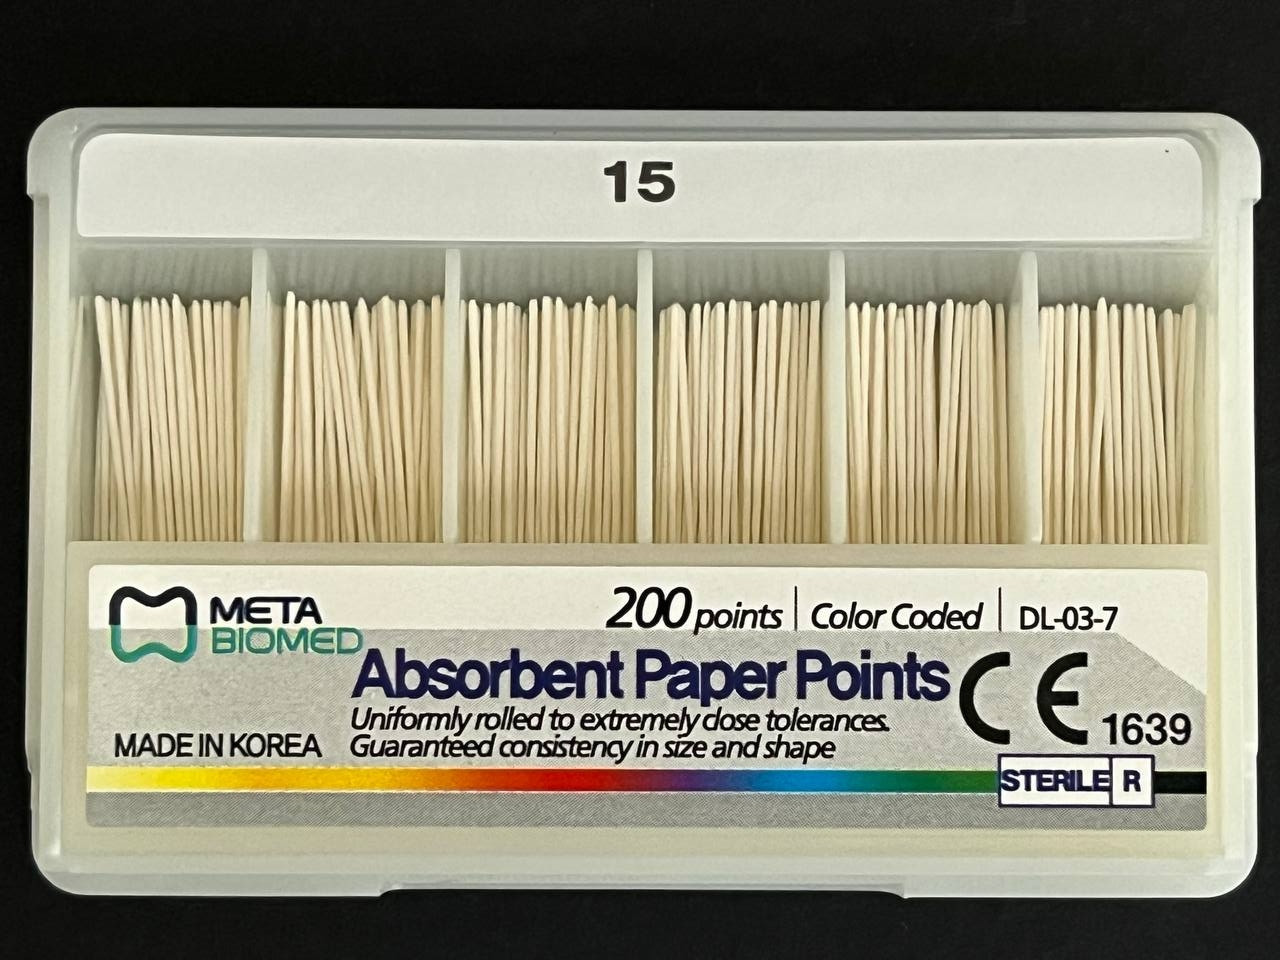 15
META
BIOMED
200 points | Color Coded | DL-03-7
Absorbent Paper Points
Uniformly rolled to extremely close tolerances.
Guaranteed consistency in size and shape
MADE IN KOREA
CE 1639
STERILE R